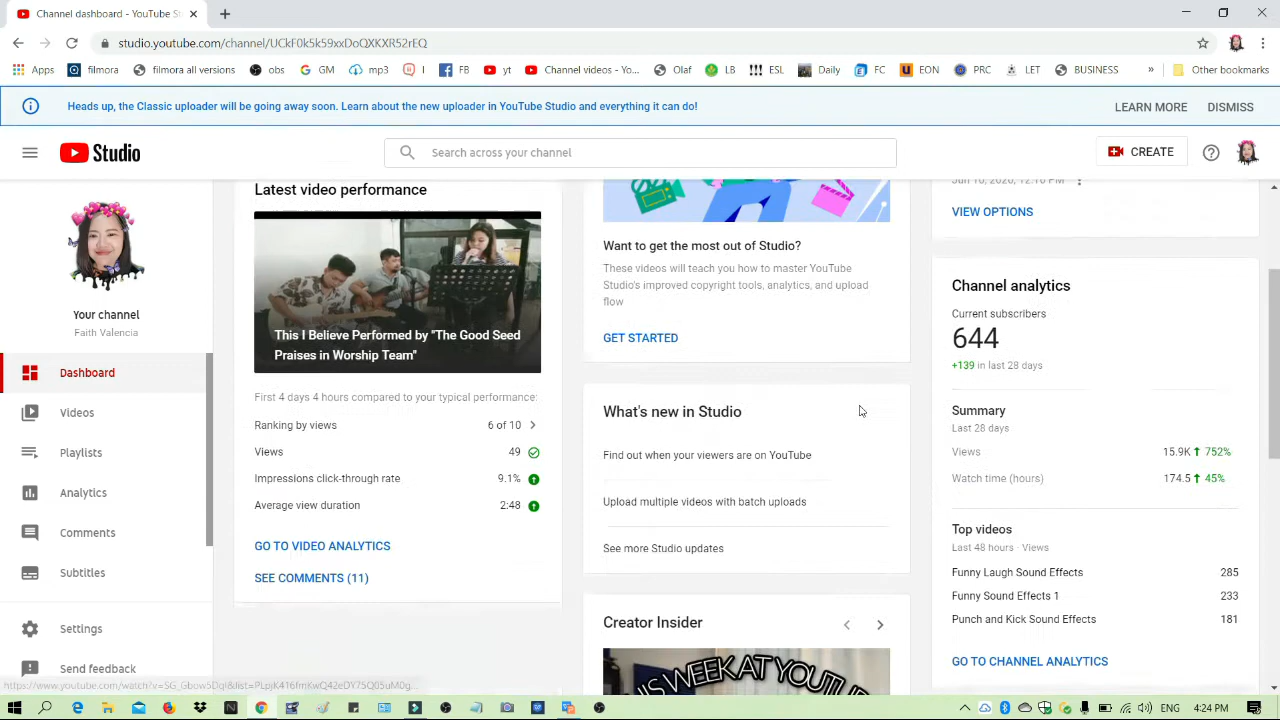 Channel dashboard - YouTube S
studio.youtube.com/channel/UCkF0k5k59xxDoQXKXR52rEQ
Apps filmora filmora all versions obs GM mp3 I FB yt Channel videos - Yo... Olaf LB ESL Daily FC EON PRC LET BUSINESS » Other bookmarks
Heads up, the Classic uploader will be going away soon. Learn about the new uploader in YouTube Studio and everything it can do! LEARN MORE DISMISS
Studio
Search across your channel
CREATE
Your channel
Faith Valencia
Dashboard
Videos
Playlists
Analytics
Comments
Subtitles
Settings
Send feedback
Latest video performance
This I Believe Performed by "The Good Seed
Praises in Worship Team"
First 4 days 4 hours compared to your typical performance:
Ranking by views 6 of 10
Views 49
Impressions click-through rate 9.1%
Average view duration 2:48
GO TO VIDEO ANALYTICS
SEE COMMENTS (11)
Want to get the most out of Studio?
These videos will teach you how to master YouTube
Studio's improved copyright tools, analytics, and upload
flow
GET STARTED
What's new in Studio
Find out when your viewers are on YouTube
Upload multiple videos with batch uploads
See more Studio updates
Creator Insider
THIS WEEK AT YOUTUBE
VIEW OPTIONS
Channel analytics
Current subscribers
644
+139 in last 28 days
Summary
Last 28 days
Views 15.9K 752%
Watch time (hours) 174.5 45%
Top videos
Last 48 hours · Views
Funny Laugh Sound Effects 285
Funny Sound Effects 1 233
Punch and Kick Sound Effects 181
GO TO CHANNEL ANALYTICS
ENG 4:24 PM